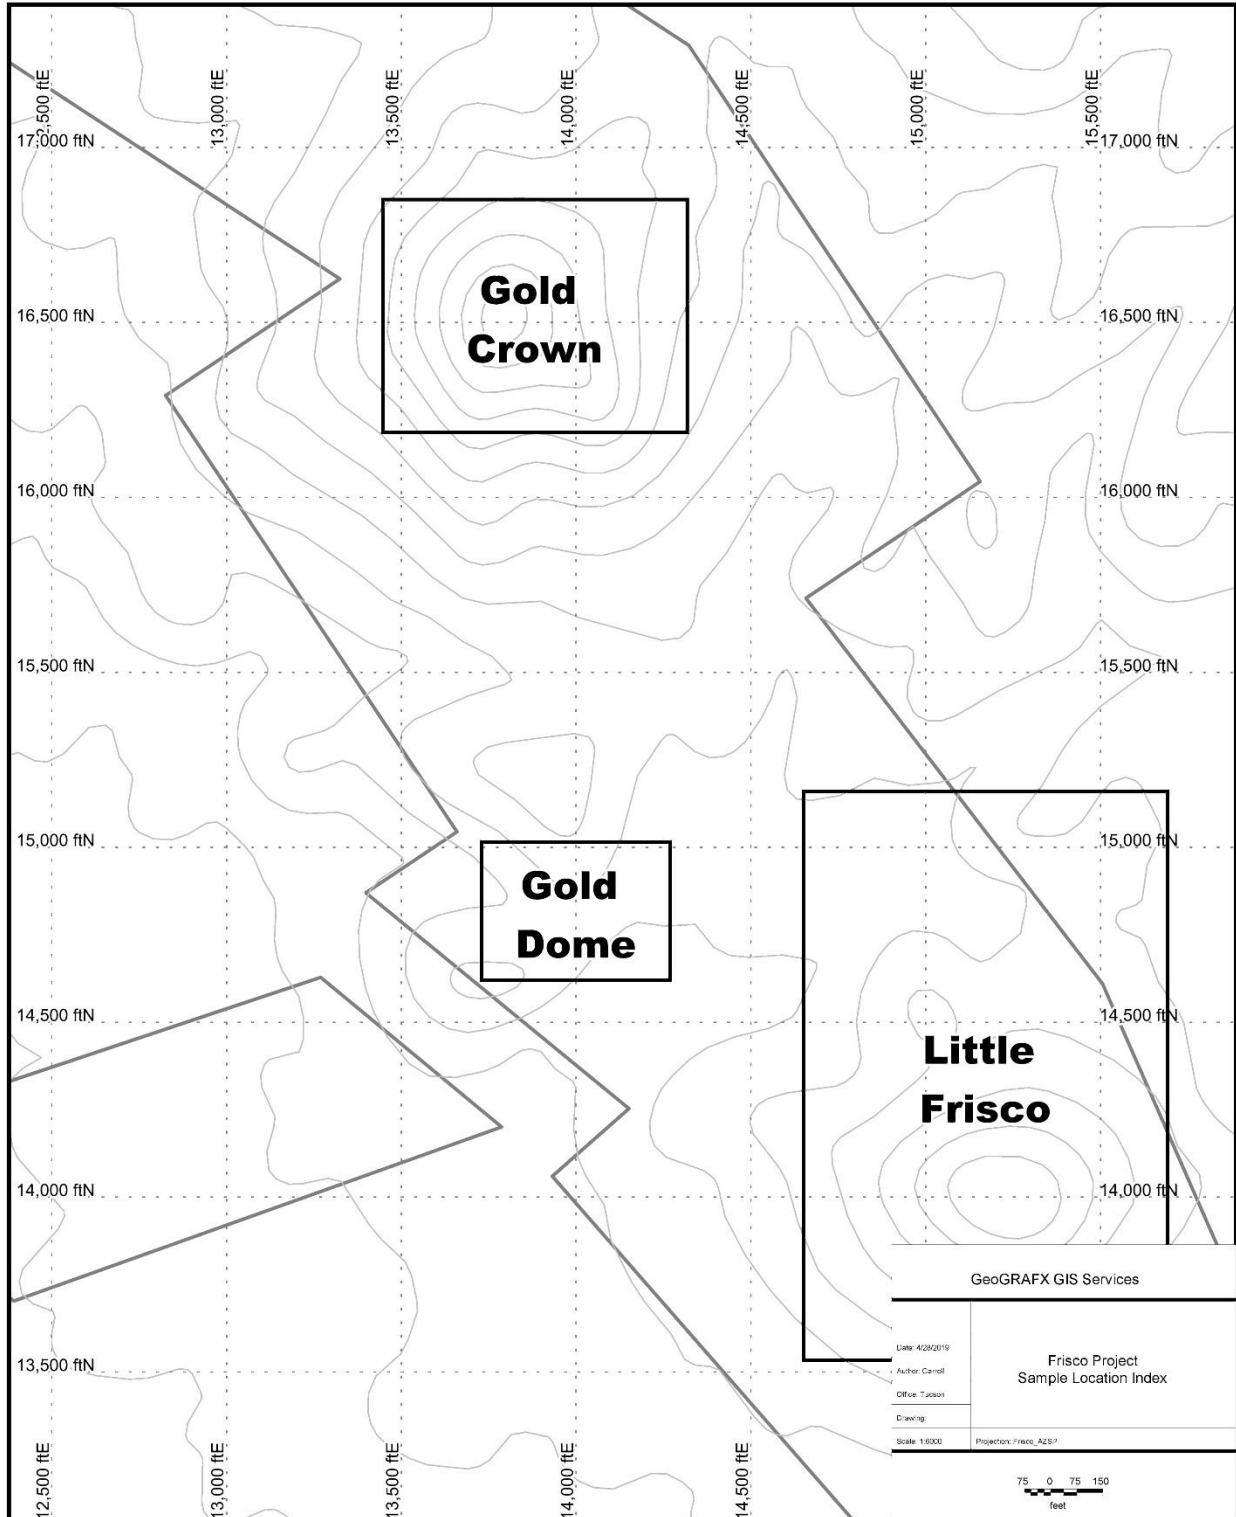 12,500 ftE
13,000 ftE
13,500 ftE
14,000 ftE
14,500 ftE
15,000 ftE
15,500 ftE
17,000 ftN
17,000 ftN
Gold
Crown
16,500 ftN
16,500 ftN
16,000 ftN
16,000 ftN
15,500 ftN
15,500 ftN
15,000 ftN
15,000 ftN
Gold
Dome
14,500 ftN
14,500 ftN
Little
Frisco
14,000 ftN
14,000 ftN
13,500 ftN
12,500 ftE
13,000 ftE
13,500 ftE
14,000 ftE
14,500 ftE
GeoGRAFX GIS Services
Date: 4/28/2019
Author: Carroll
Office: Tucson
Drawing:
Scale: 1:6000
Frisco Project
Sample Location Index
Projection: Frisco_AZSP
75 0 75 150
feet